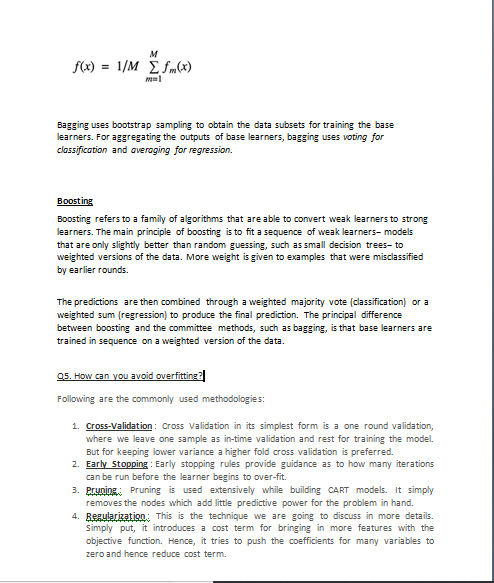 f(x) = 1/M M∑m=1 fm(x)
Bagging uses bootstrap sampling to obtain the data subsets for training the base
learners. For aggregating the outputs of base learners, bagging uses voting for
classification and averaging for regression.
Boosting
Boosting refers to a family of algorithms that are able to convert weak learners to strong
learners. The main principle of boosting is to fit a sequence of weak learners– models
that are only slightly better than random guessing, such as small decision trees– to
weighted versions of the data. More weight is given to examples that were misclassified
by earlier rounds.
The predictions are then combined through a weighted majority vote (classification) or a
weighted sum (regression) to produce the final prediction. The principal difference
between boosting and the committee methods, such as bagging, is that base learners are
trained in sequence on a weighted version of the data.
Q5. How can you avoid overfitting?
Following are the commonly used methodologies:
1. Cross-Validation : Cross Validation in its simplest form is a one round validation,
where we leave one sample as in-time validation and rest for training the model.
But for keeping lower variance a higher fold cross validation is preferred.
2. Early Stopping : Early stopping rules provide guidance as to how many iterations
can be run before the learner begins to over-fit.
3. Pruning : Pruning is used extensively while building CART models. It simply
removes the nodes which add little predictive power for the problem in hand.
4. Regularization : This is the technique we are going to discuss in more details.
Simply put, it introduces a cost term for bringing in more features with the
objective function. Hence, it tries to push the coefficients for many variables to
zero and hence reduce cost term.